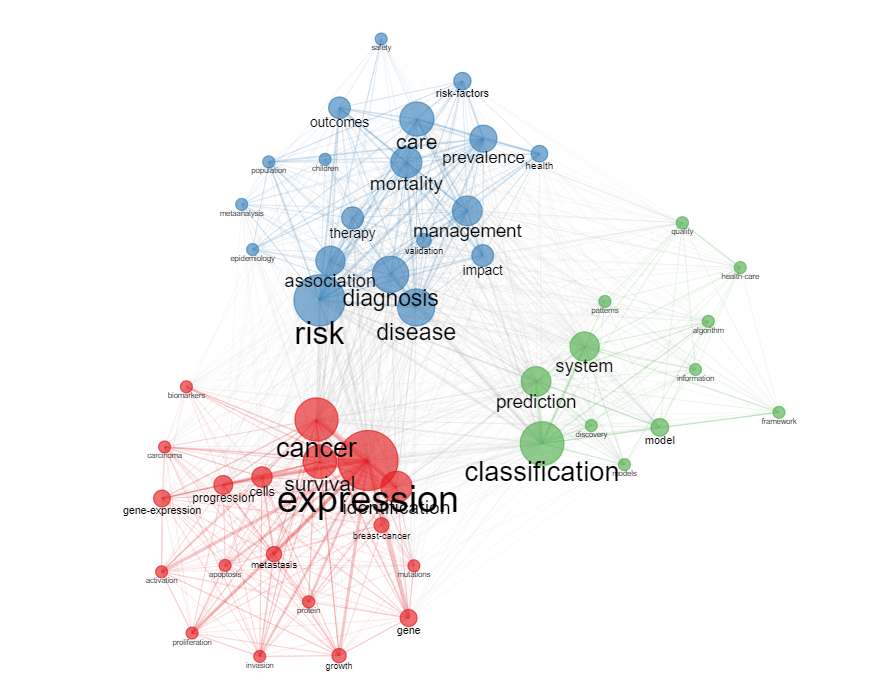 safety
risk-factors
outcomes
care
prevalence
health
children
population
mortality
metaanalysis
quality
therapy
management
validation
epidemiology
impact
health-care
association
diagnosis
patterns
risk
disease
algorithm
system
information
biomarkers
prediction
framework
discovery
model
cancer
carcinoma
classification
models
survival
cells
progression
expression
identification
gene-expression
breast-cancer
metastasis
activation
apoptosis
mutations
protein
gene
proliferation
invasion
growth